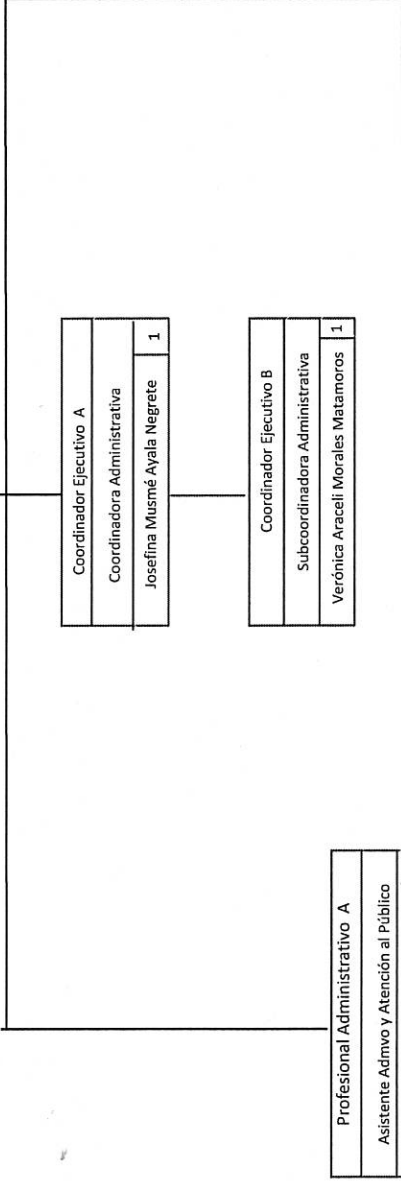 Coordinador Ejecutivo A
Coordinadora Administrativa
Josefina Musmé Ayala Negrete 1
Coordinador Ejecutivo B
Subcoordinadora Administrativa
Verónica Araceli Morales Matamoros 1
Profesional Administrativo A
Asistente Admvo y Atención al Público